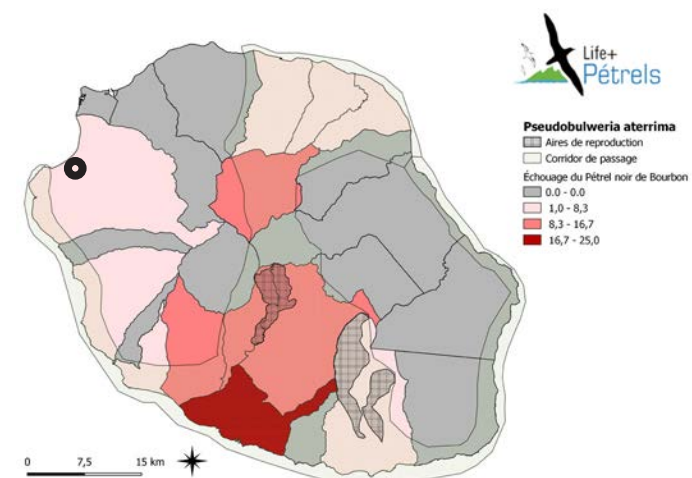 Life+
Pétrels
Pseudobulweria aterrima
Aires de reproduction
Corridor de passage
Échouage du Pétrel noir de Bourbon
0.0 - 0.0
1,0 - 8,3
8,3 - 16,7
16,7 - 25,0
0 7,5 15 km